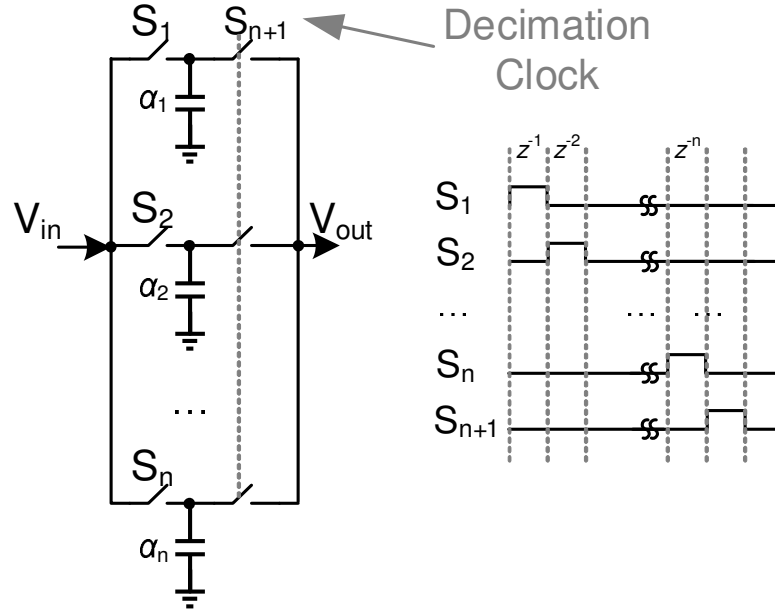 S1 Sn+1 Decimation
Clock
α1
z-1 z-2 z-n
S1
Vin S2 Vout
S2
α2
... ... ...
Sn
...
Sn
Sn+1
αn